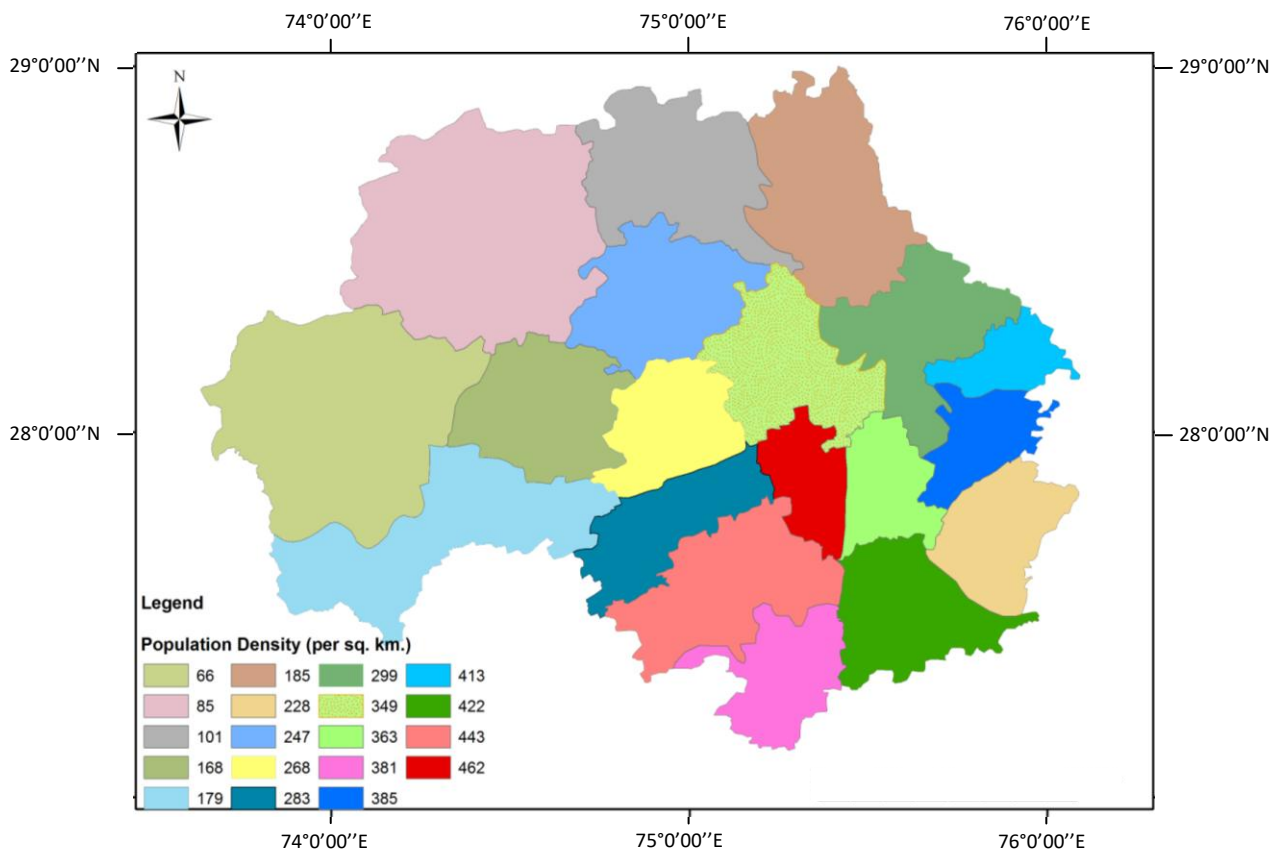 74°0'00''E 75°0'00''E 76°0'00''E
29°0'00''N 29°0'00''N
N
28°0'00''N 28°0'00''N
Legend
Population Density (per sq. km.)
66 185 299 413
85 228 349 422
101 247 363 443
168 268 381 462
179 283 385
74°0'00''E 75°0'00''E 76°0'00''E